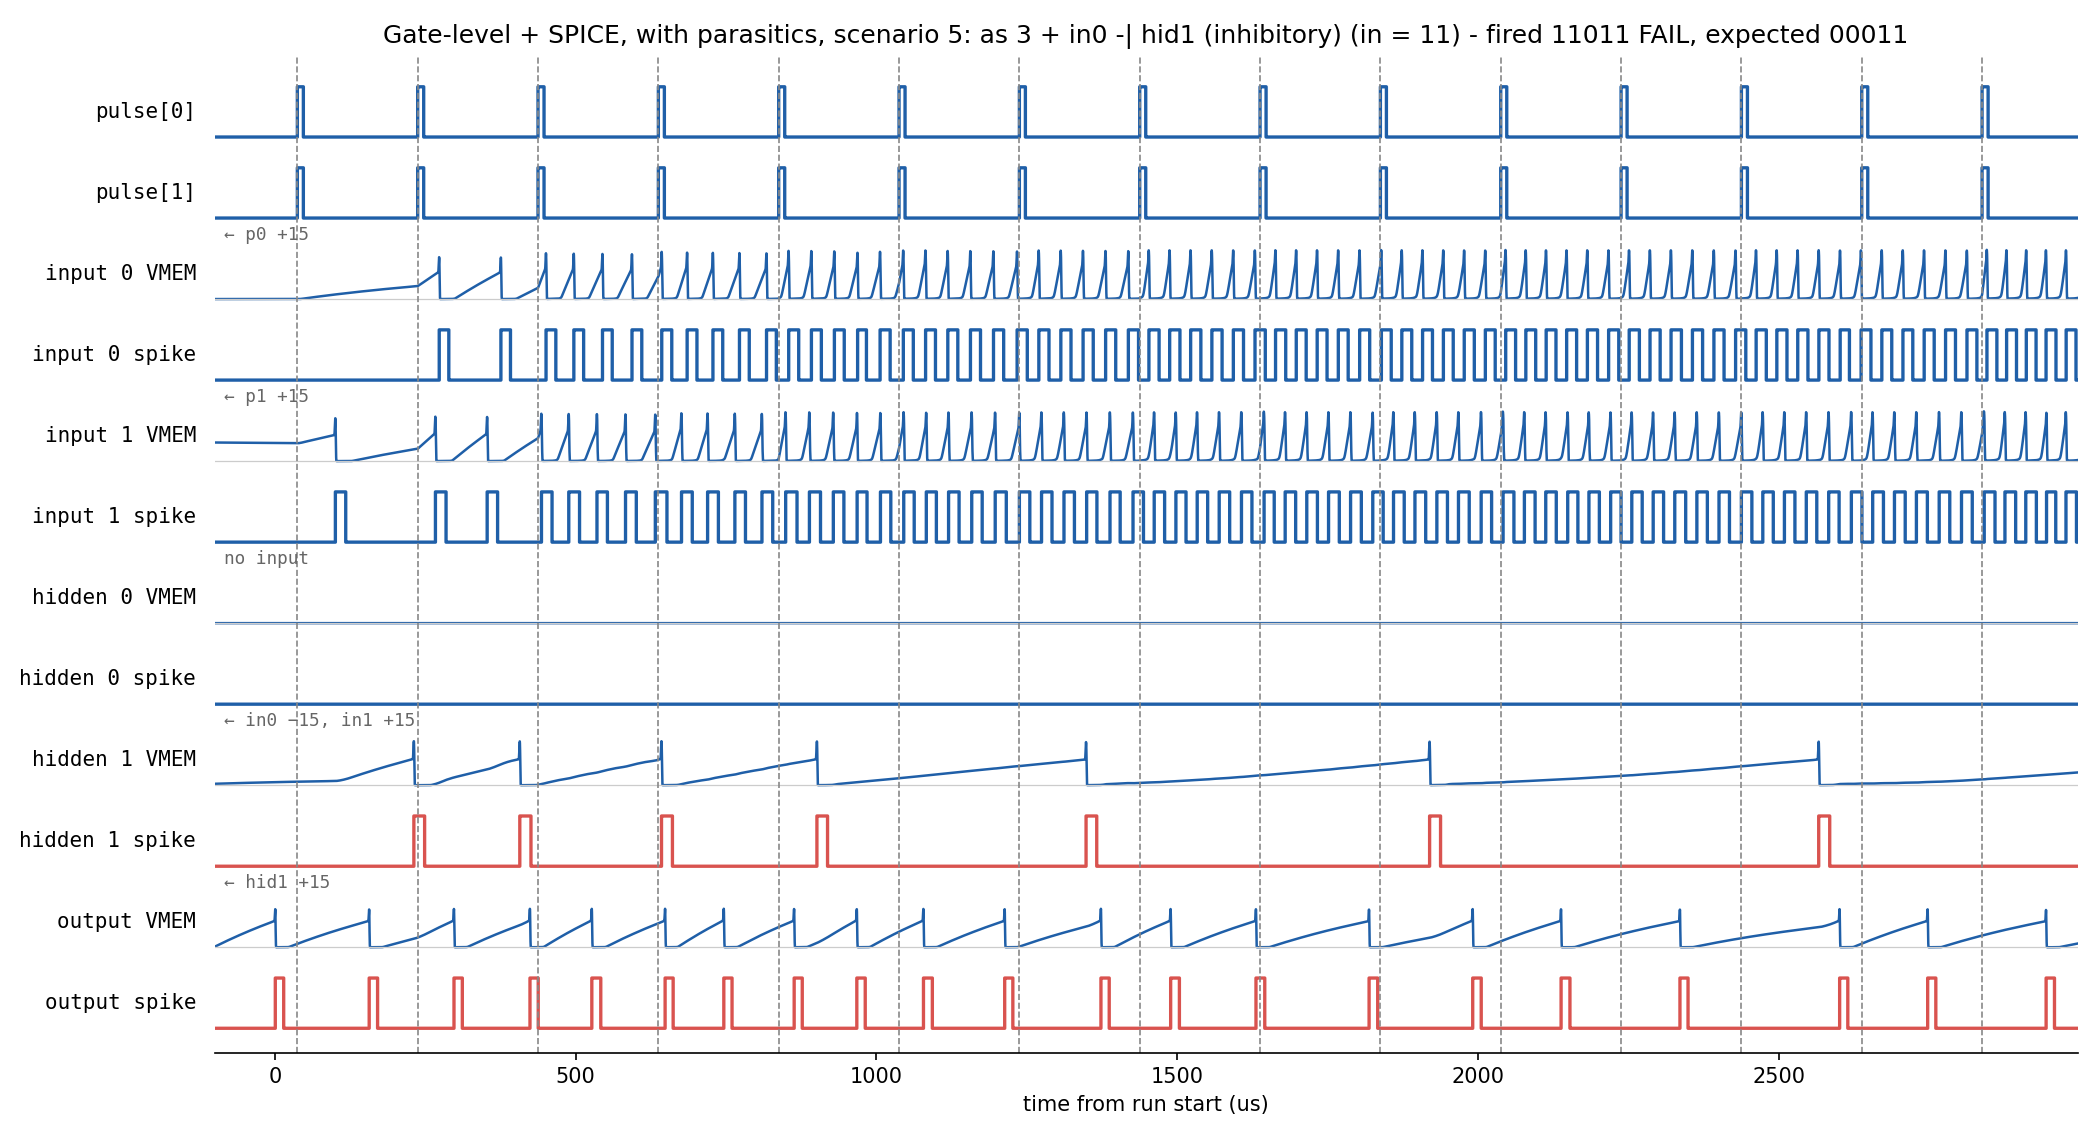 Gate-level + SPICE, with parasitics, scenario 5: as 3 + in0 -| hid1 (inhibitory) (in = 11) - fired 11011 FAIL, expected 00011
pulse[0]
pulse[1]
← p0 +15
input 0 VMEM
input 0 spike
← p1 +15
input 1 VMEM
input 1 spike
no input
hidden 0 VMEM
hidden 0 spike
← in0 −15, in1 +15
hidden 1 VMEM
hidden 1 spike
← hid1 +15
output VMEM
output spike
0 500 1000 1500 2000 2500
time from run start (us)